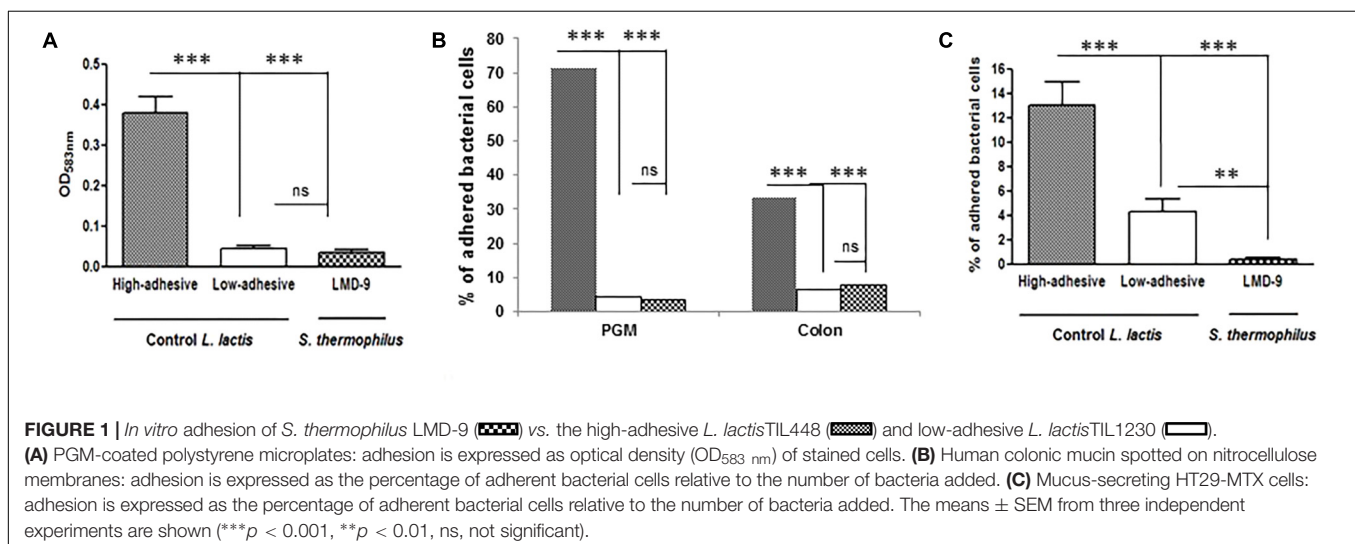 A
B
C
*** ***
*** ***
*** ***
0.5
0.4
0.3
0.2
0.1
0.0
OD583nm
ns
High-adhesive Low-adhesive LMD-9
Control L. lactis S. thermophilus
80
70
60
50
40
30
20
10
0
% of adhered bacterial cells
ns
*** ***
ns
PGM Colon
16
14
12
10
8
6
4
2
0
% of adhered bacterial cells
**
High-adhesive Low-adhesive LMD-9
Control L. lactis S. thermophilus
FIGURE 1 | In vitro adhesion of S. thermophilus LMD-9 ( ) vs. the high-adhesive L. lactisTIL448 ( ) and low-adhesive L. lactisTIL1230 ( ).
(A) PGM-coated polystyrene microplates: adhesion is expressed as optical density (OD583 nm) of stained cells. (B) Human colonic mucin spotted on nitrocellulose
membranes: adhesion is expressed as the percentage of adherent bacterial cells relative to the number of bacteria added. (C) Mucus-secreting HT29-MTX cells:
adhesion is expressed as the percentage of adherent bacterial cells relative to the number of bacteria added. The means ± SEM from three independent
experiments are shown (***p < 0.001, **p < 0.01, ns, not significant).